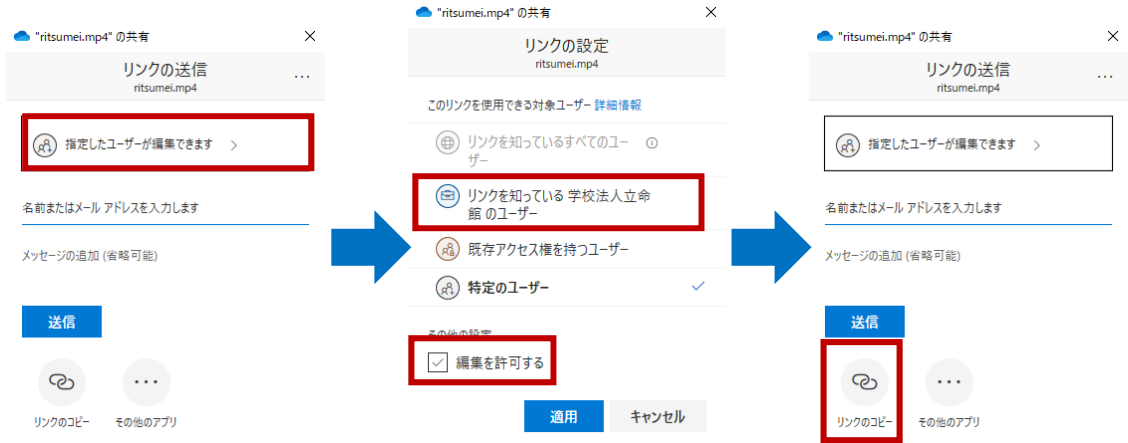 "ritsumei.mp4" の共有
リンクの送信
ritsumei.mp4
指定したユーザーが編集できます
名前またはメール アドレスを入力します
メッセージの追加 (省略可能)
送信
リンクのコピー
その他のアプリ
"ritsumei.mp4" の共有
リンクの設定
ritsumei.mp4
このリンクを使用できる対象ユーザー 詳細情報
リンクを知っているすべてのユー
ザー
リンクを知っている 学校法人立命
館 のユーザー
既存アクセス権を持つユーザー
特定のユーザー
その他の設定
編集を許可する
適用
キャンセル
"ritsumei.mp4" の共有
リンクの送信
ritsumei.mp4
指定したユーザーが編集できます
名前またはメール アドレスを入力します
メッセージの追加 (省略可能)
送信
リンクのコピー
その他のアプリ